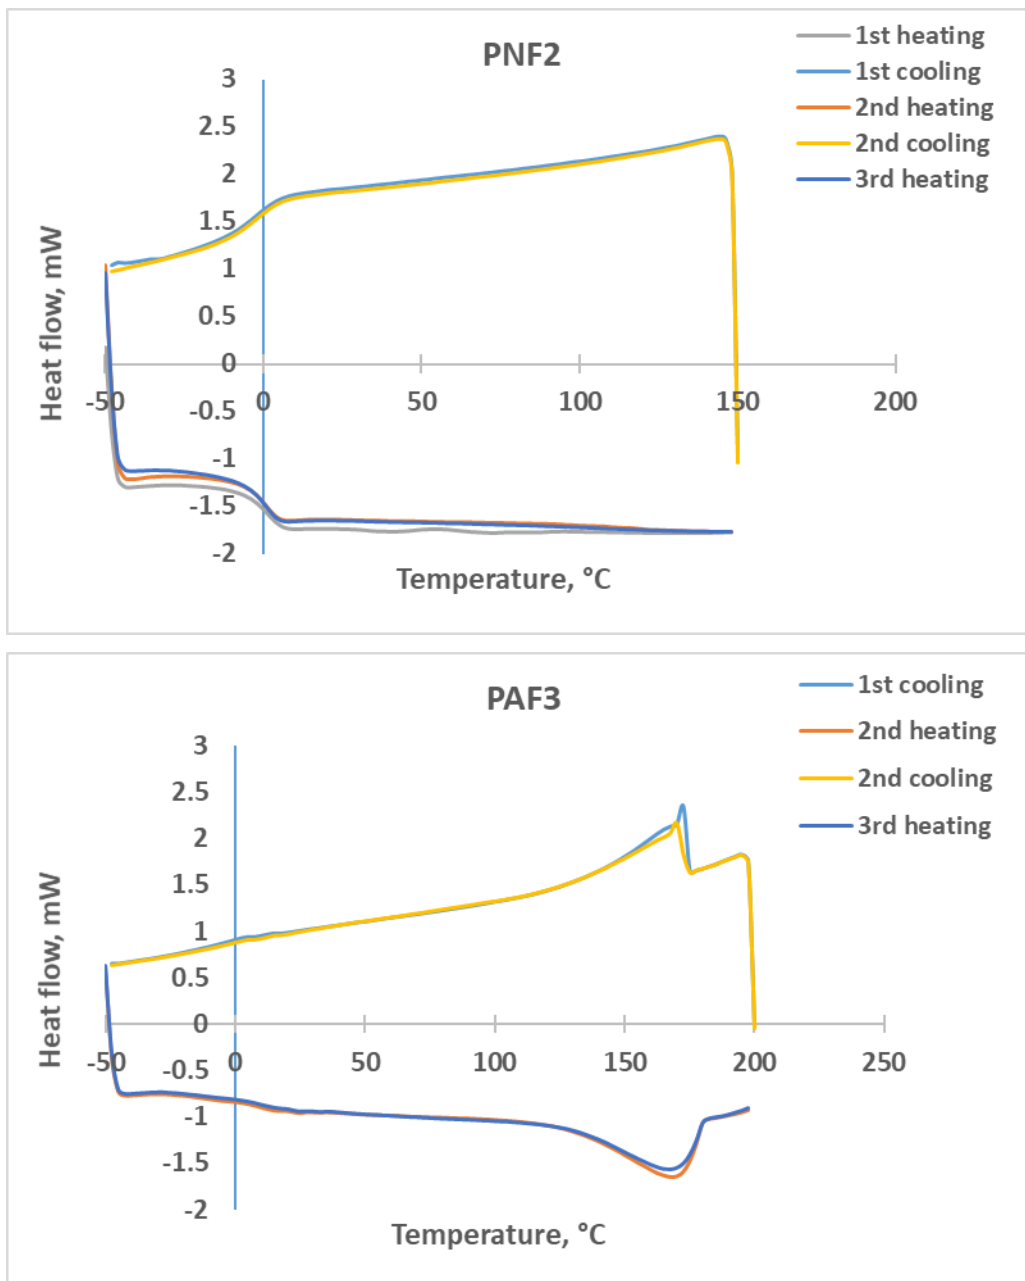 PNF2
1st heating
1st cooling
2nd heating
2nd cooling
3rd heating
3
2.5
2
1.5
1
0.5
0
-0.5
-1
-1.5
-2
-50 0 50 100 150 200
Heat flow, mW
Temperature, °C
PAF3
1st cooling
2nd heating
2nd cooling
3rd heating
3
2.5
2
1.5
1
0.5
0
-0.5
-1
-1.5
-2
-50 0 50 100 150 200 250
Heat flow, mW
Temperature, °C